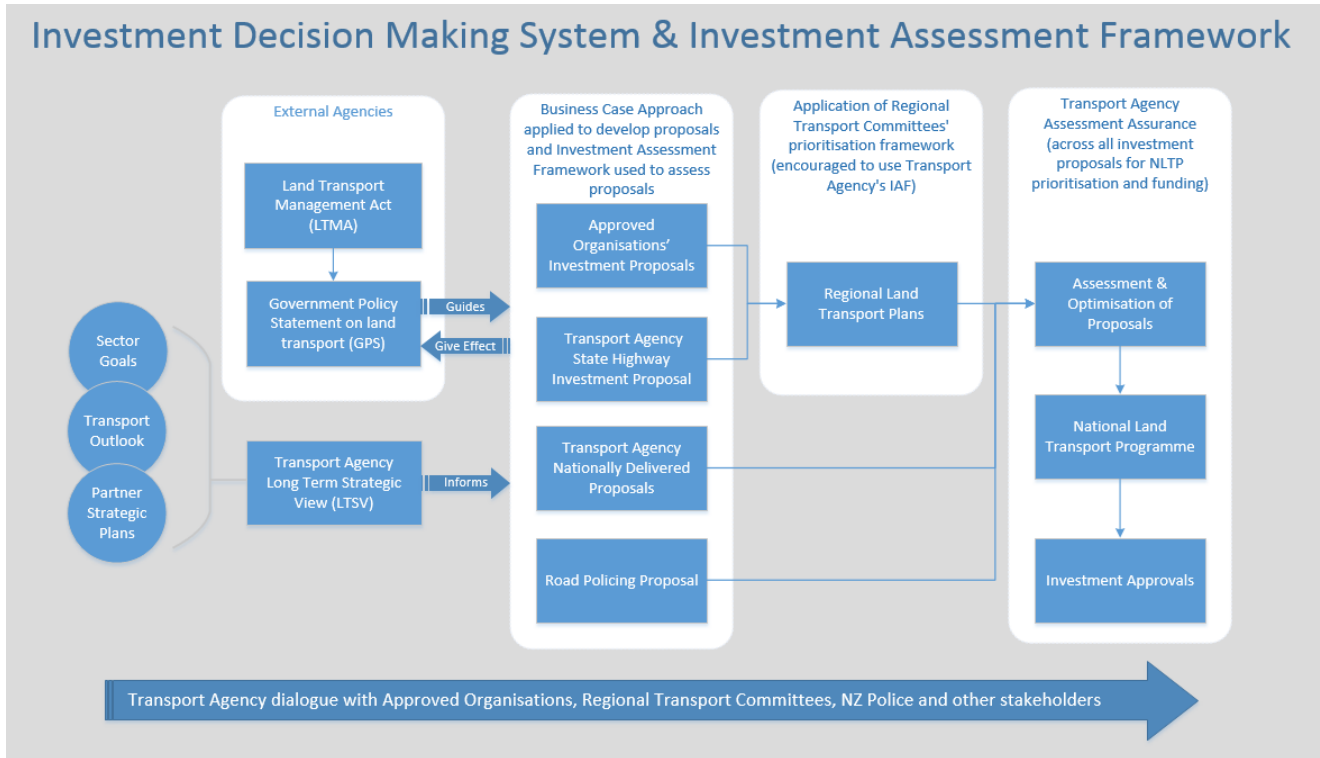 Investment Decision Making System & Investment Assessment Framework
External Agencies
Land Transport
Management Act
(LTMA)
Government Policy
Statement on land
transport (GPS)
Sector
Goals
Transport
Outlook
Partner
Strategic
Plans
Transport Agency
Long Term Strategic
View (LTSV)
Guides
Give Effect
Informs
Business Case Approach
applied to develop proposals
and Investment Assessment
Framework used to assess
proposals
Approved
Organisations’
Investment Proposals
Transport Agency
State Highway
Investment Proposal
Transport Agency
Nationally Delivered
Proposals
Road Policing Proposal
Application of Regional
Transport Committees'
prioritisation framework
(encouraged to use Transport
Agency's IAF)
Regional Land
Transport Plans
Transport Agency
Assessment Assurance
(across all investment
proposals for NLTP
prioritisation and funding)
Assessment &
Optimisation of
Proposals
National Land
Transport Programme
Investment Approvals
Transport Agency dialogue with Approved Organisations, Regional Transport Committees, NZ Police and other stakeholders